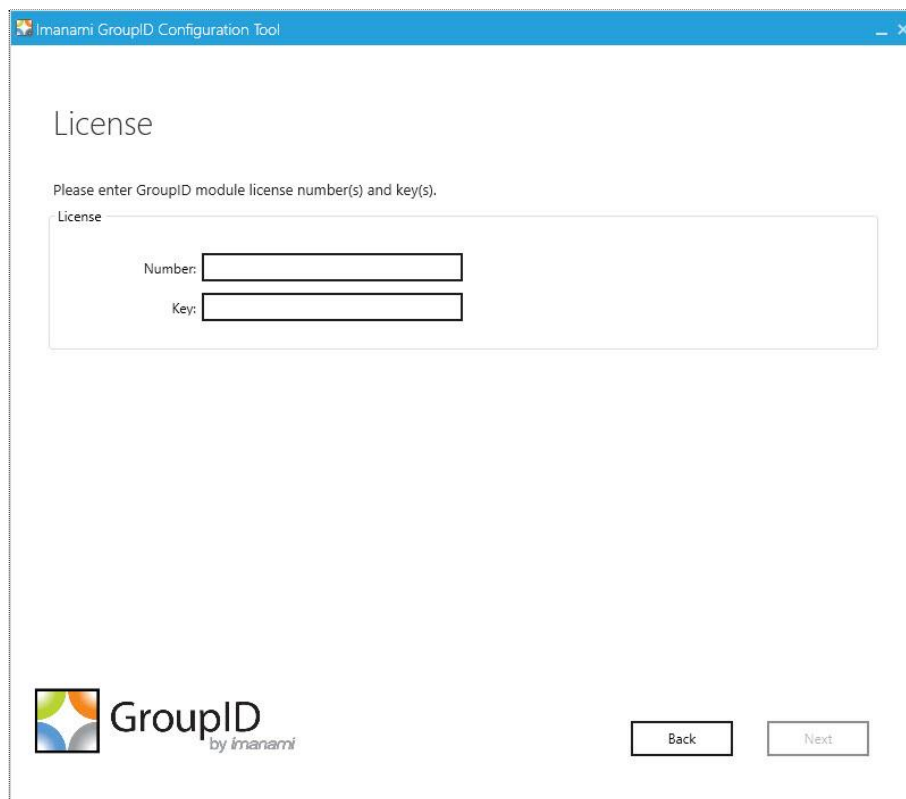 Imanami GroupID Configuration Tool
License
Please enter GroupID module license number(s) and key(s).
License
Number:
Key:
GroupID
by imanami
Back
Next